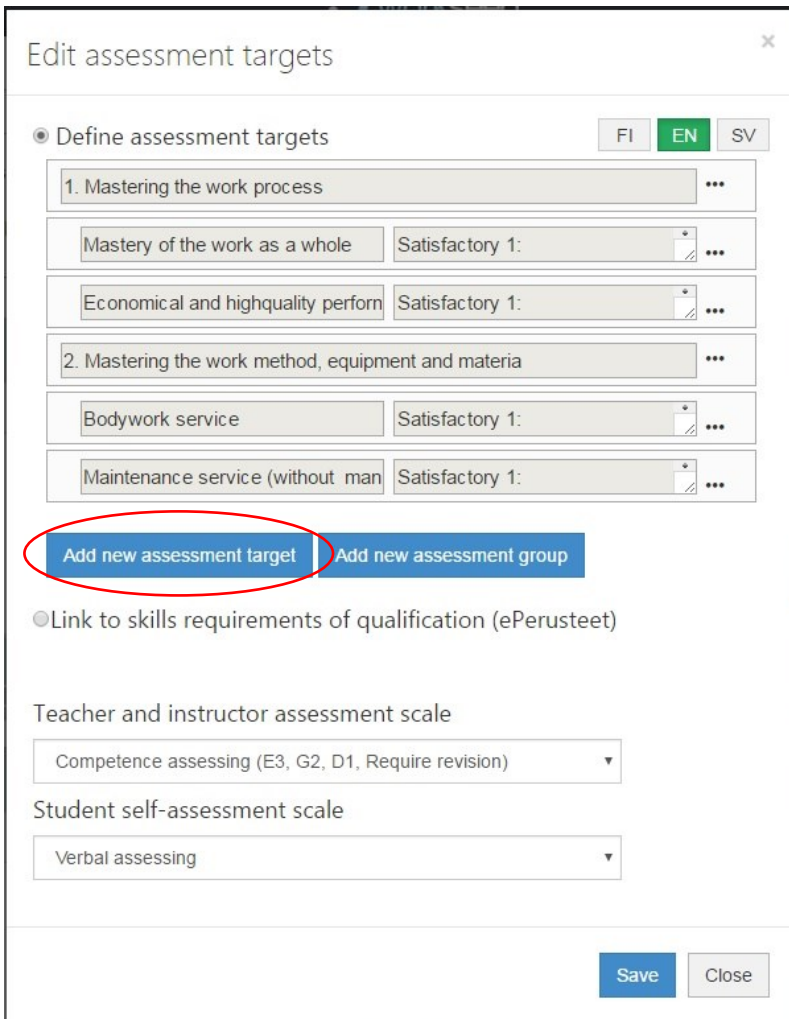 Edit assessment targets ×
Define assessment targets FI EN SV
1. Mastering the work process •••
Mastery of the work as a whole Satisfactory 1: •••
Economical and highquality perforn Satisfactory 1: •••
2. Mastering the work method, equipment and materia •••
Bodywork service Satisfactory 1: •••
Maintenance service (without man Satisfactory 1: •••
Add new assessment target Add new assessment group
Link to skills requirements of qualification (ePerusteet)
Teacher and instructor assessment scale
Competence assessing (E3, G2, D1, Require revision)
Student self-assessment scale
Verbal assessing
Save Close